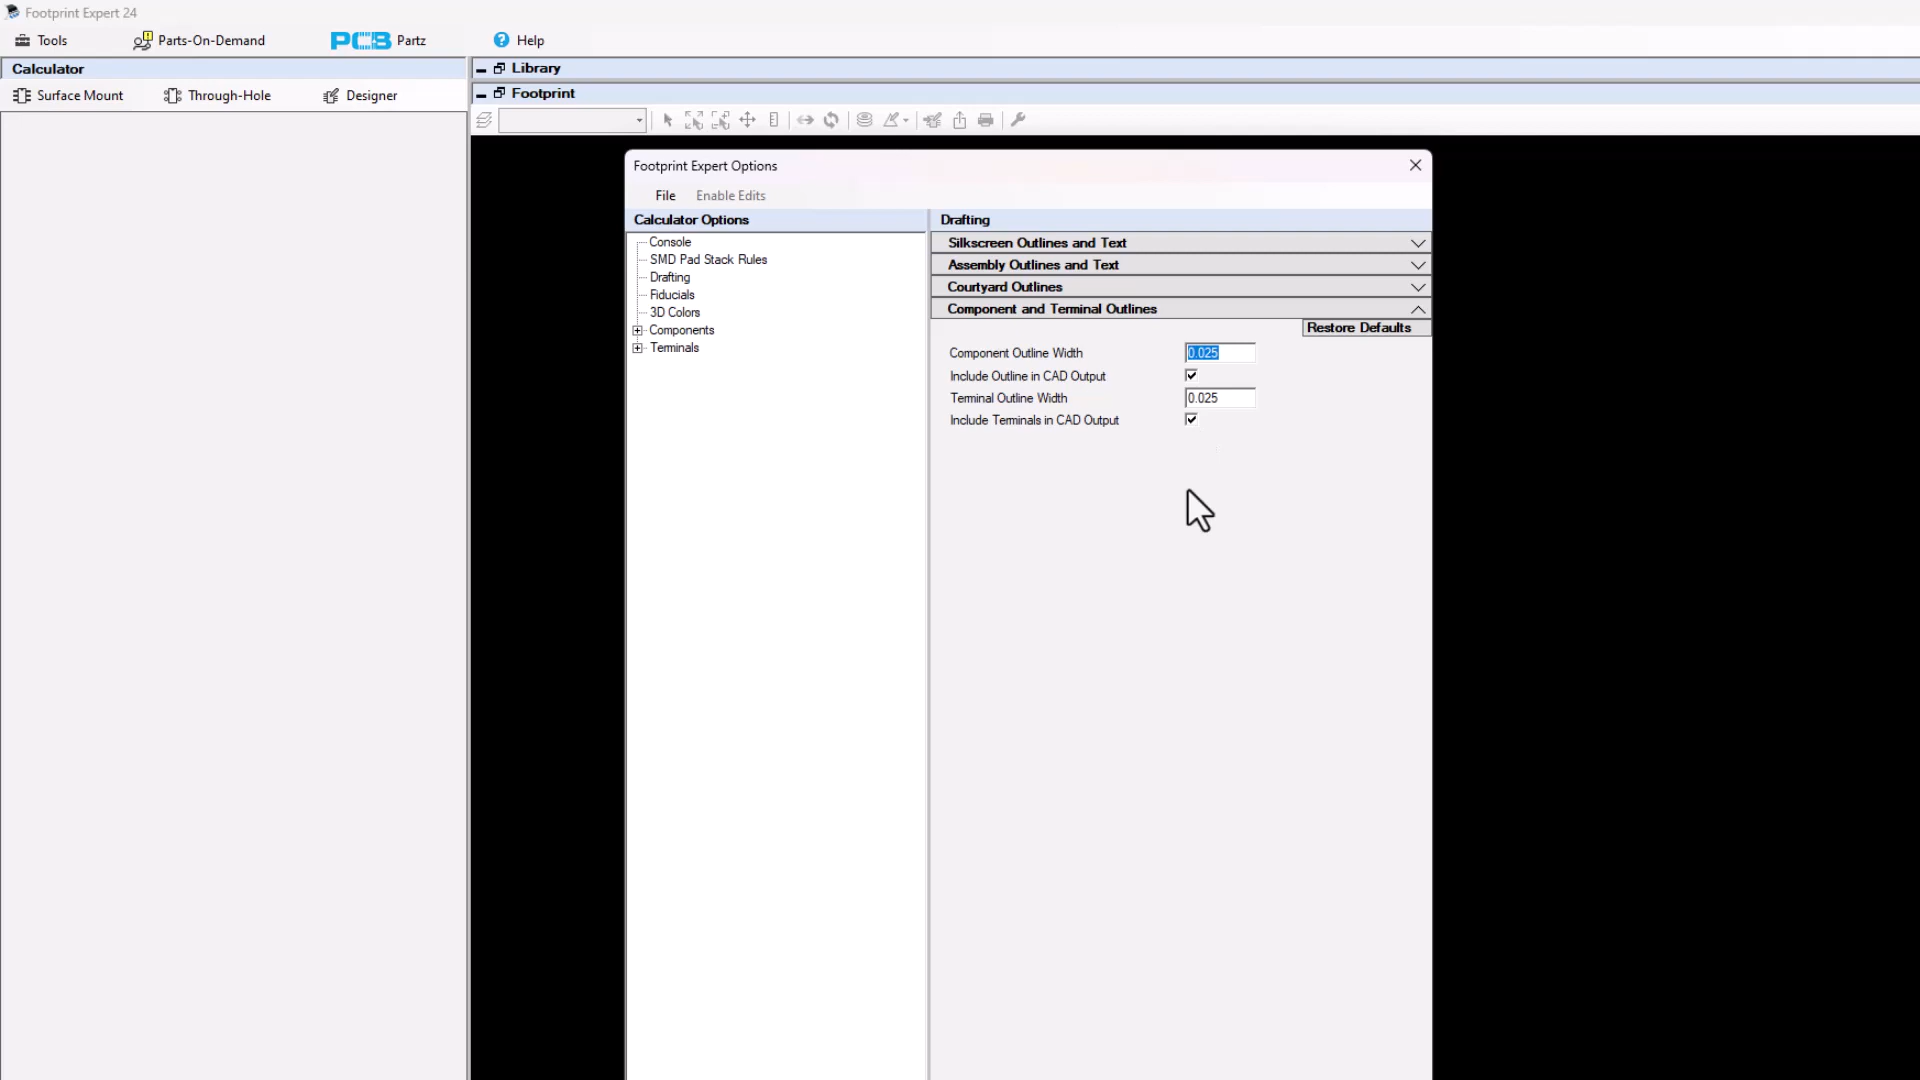 Footprint Expert 24
Tools Parts-On-Demand PCB Partz Help
Calculator
Surface Mount Through-Hole Designer
Library
Footprint
Footprint Expert Options
File Enable Edits
Calculator Options
Console
SMD Pad Stack Rules
Drafting
Fiducials
3D Colors
Components
Terminals
Drafting
Silkscreen Outlines and Text
Assembly Outlines and Text
Courtyard Outlines
Component and Terminal Outlines
Restore Defaults
Component Outline Width 0.025
Include Outline in CAD Output
Terminal Outline Width 0.025
Include Terminals in CAD Output